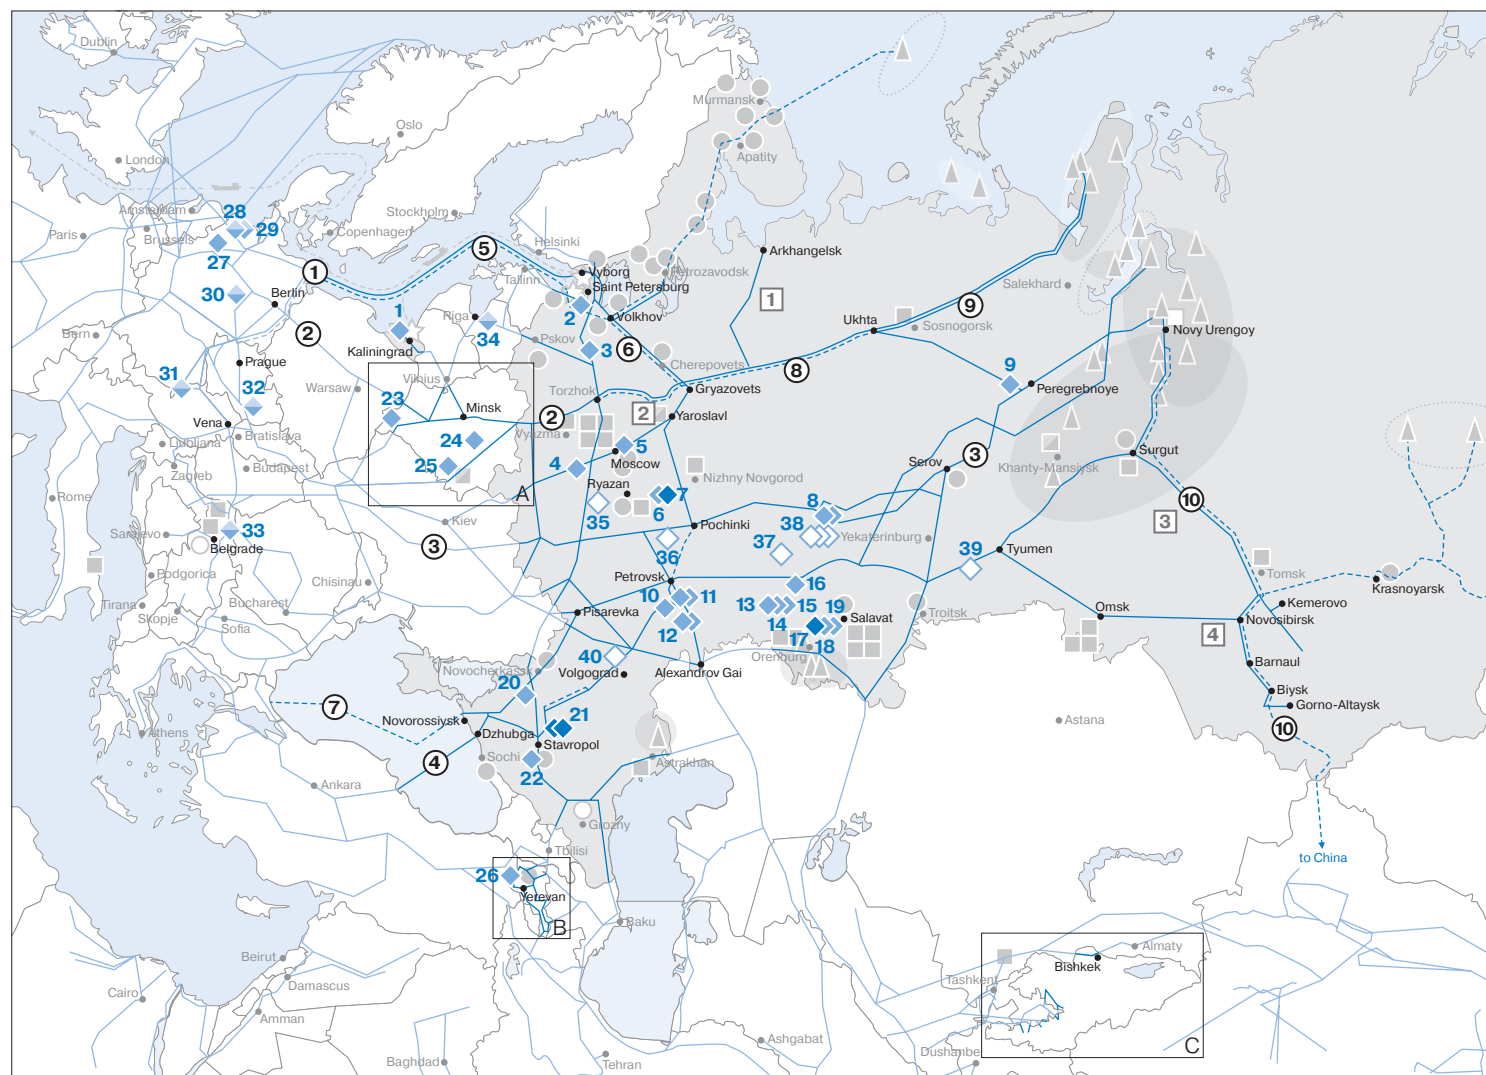 Dublin
Murmansk
Oslo
Apatity
London
Amsterdam
28
Stockholm
29
Paris
Brussels
Copenhagen
5
Helsinki
Arkhangelsk
27
1
Vyborg
Petrozavodsk
Tallinn
Salekhard
Saint Petersburg
30
Berlin
1
9
2
Volkhov
1
Riga
Ukhta
Sosnogorsk
Novy Urengoy
2
34
Bern
Pskov
3
6
Kaliningrad
Prague
Cherepovets
8
9
31
Warsaw
Vilnius
Torzhok
Gryazovets
Peregrebnoye
32
23
Minsk
2
2
Yaroslavl
Vena
Bratislava
24
Vyazma
5
Ljubljana
Moscow
Surgut
Zagreb
Budapest
25
4
Serov
3
Khanty-Mansiysk
Rome
A
Ryazan
7
Nizhny Novgorod
10
6
35
8
3
Sarajevo
33
Kiev
Pochinki
38
Belgrade
3
36
37
Yekaterinburg
Tyumen
39
Podgorica
Chisinau
Petrovsk
16
Tomsk
Krasnoyarsk
Tirana
Bucharest
10
11
13
15
19
Omsk
Kemerovo
Skopje
Sofia
Pisarevka
12
14
Salavat
Troitsk
Novosibirsk
4
17
18
40
Orenburg
Novocherkassk
Volgograd
Alexandrov Gai
Barnaul
20
Biysk
7
Gorno-Altaysk
Novorossiysk
21
Astana
Athens
Dzhubga
10
Stavropol
4
Sochi
22
Astrakhan
Ankara
Grozny
Tbilisi
to China
26
Yerevan
B
Baku
Almaty
Beirut
Bishkek
Tashkent
Damascus
Cairo
Amman
Ashgabat
C
Baghdad
Tehran
Dushanbe